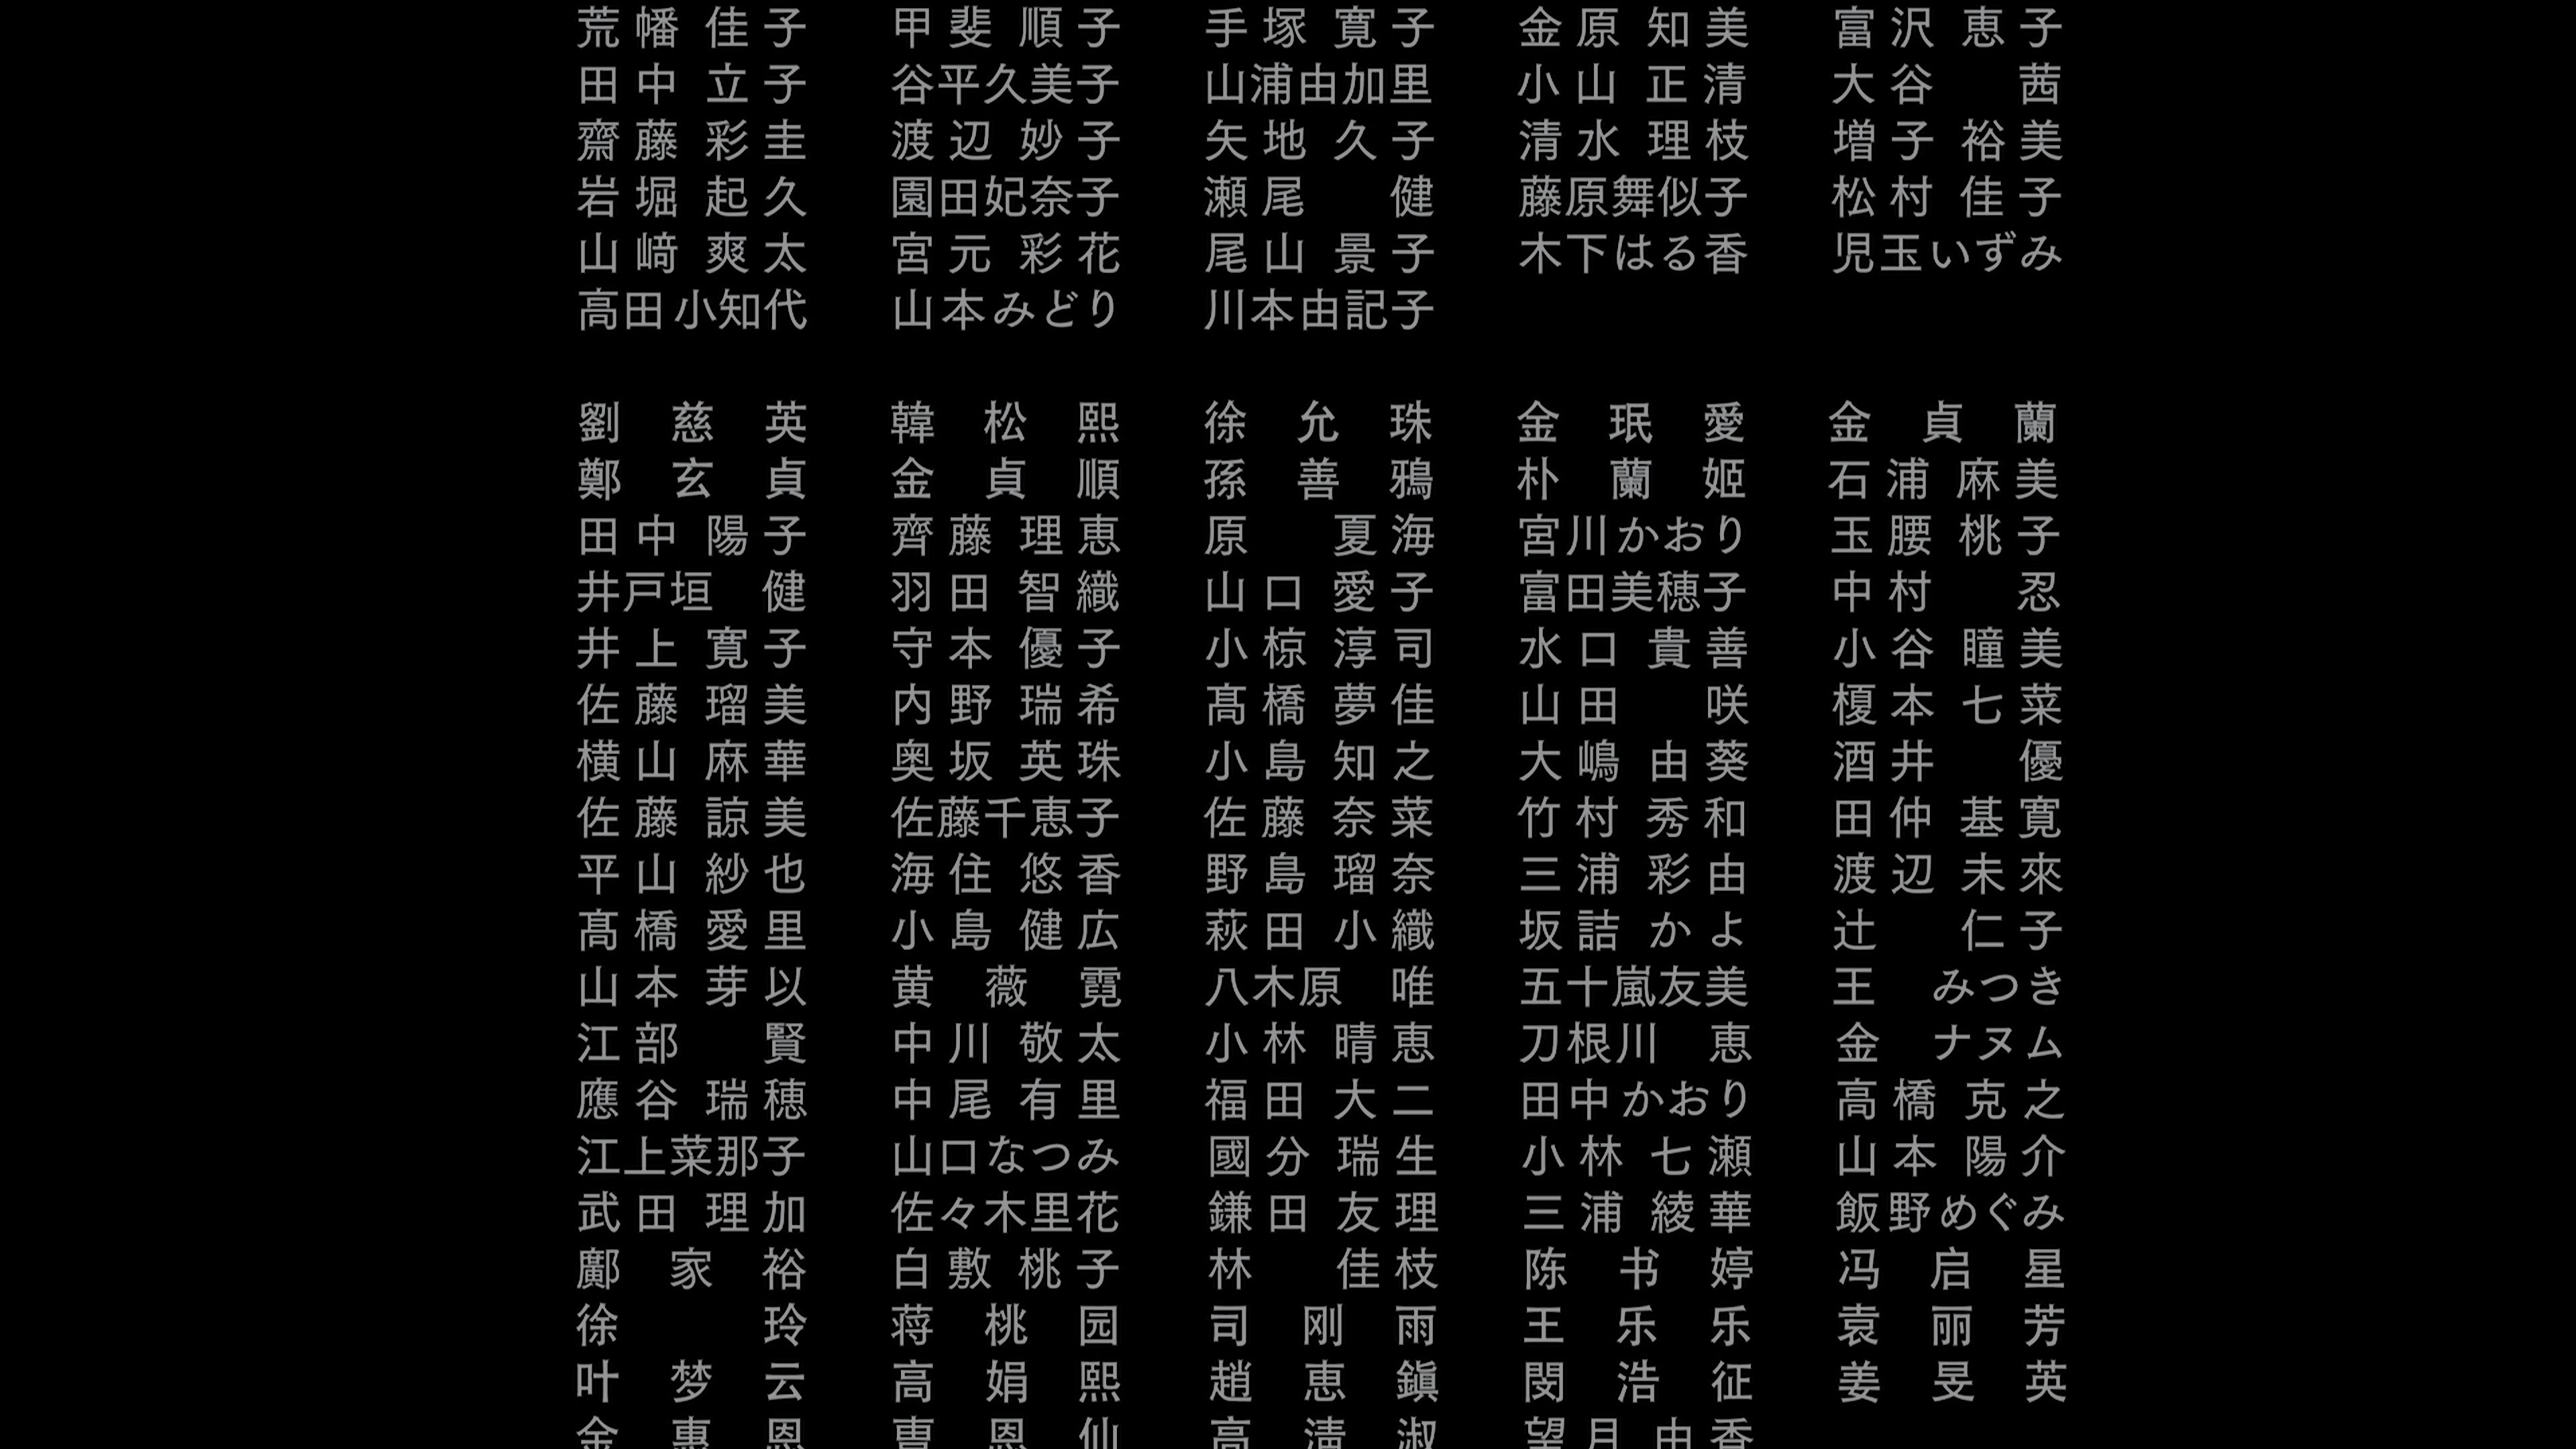 荒幡佳子 甲斐順子 手塚寛子 金原知美 富沢恵子
田中立子 谷平久美子 山浦由加里 小山正清 大谷茜
齋藤彩圭 渡辺妙子 矢地久子 清水理枝 増子裕美
岩堀起久 園田妃奈子 瀬尾健 藤原舞似子 松村佳子
山﨑爽太 宮元彩花 尾山景子 木下はる香 児玉いずみ
高田小知代 山本みどり 川本由記子
劉慈英 韓松熙 徐允珠 金珉愛 金貞蘭
鄭玄貞 金貞順 孫善鴉 朴蘭姫 石浦麻美
田中陽子 齊藤理恵 原夏海 宮川かおり 玉腰桃子
井戸垣健 羽田智織 山口愛子 富田美穂子 中村忍
井上寛子 守本優子 小椋淳司 水口貴善 小谷瞳美
佐藤瑠美 内野瑞希 髙橋夢佳 山田咲 榎本七菜
横山麻華 奥坂英珠 小島知之 大嶋由葵 酒井優
佐藤諒美 佐藤千恵子 佐藤奈菜 竹村秀和 田仲基寛
平山紗也 海住悠香 野島瑠奈 三浦彩由 渡辺未來
髙橋愛里 小島健広 萩田小織 坂詰かよ 辻仁子
山本芽以 黄薇霓 八木原唯 五十嵐友美 王みつき
江部賢 中川敬太 小林晴恵 刀根川恵 金ナヌム
應谷瑞穂 中尾有里 福田大二 田中かおり 高橋克之
江上菜那子 山口なつみ 國分瑞生 小林七瀬 山本陽介
武田理加 佐々木里花 鎌田友理 三浦綾華 飯野めぐみ
鄺家裕 白敷桃子 林佳枝 陈书婷 冯启星
徐玲 蒋桃园 司刚雨 王乐乐 袁丽芳
叶梦云 高娟熙 趙恵鎭 閔浩征 姜旻英
金惠恩 曺恩仙 高淸淑 望月由香